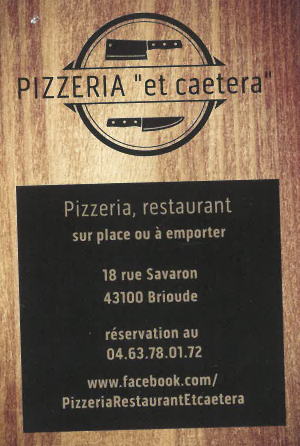 PIZZERIA "et caetera"
Pizzeria, restaurant
sur place ou à emporter
18 rue Savaron
43100 Brioude
réservation au
04.63.78.01.72
www.facebook.com/
PizzeriaRestaurantEtcaetera